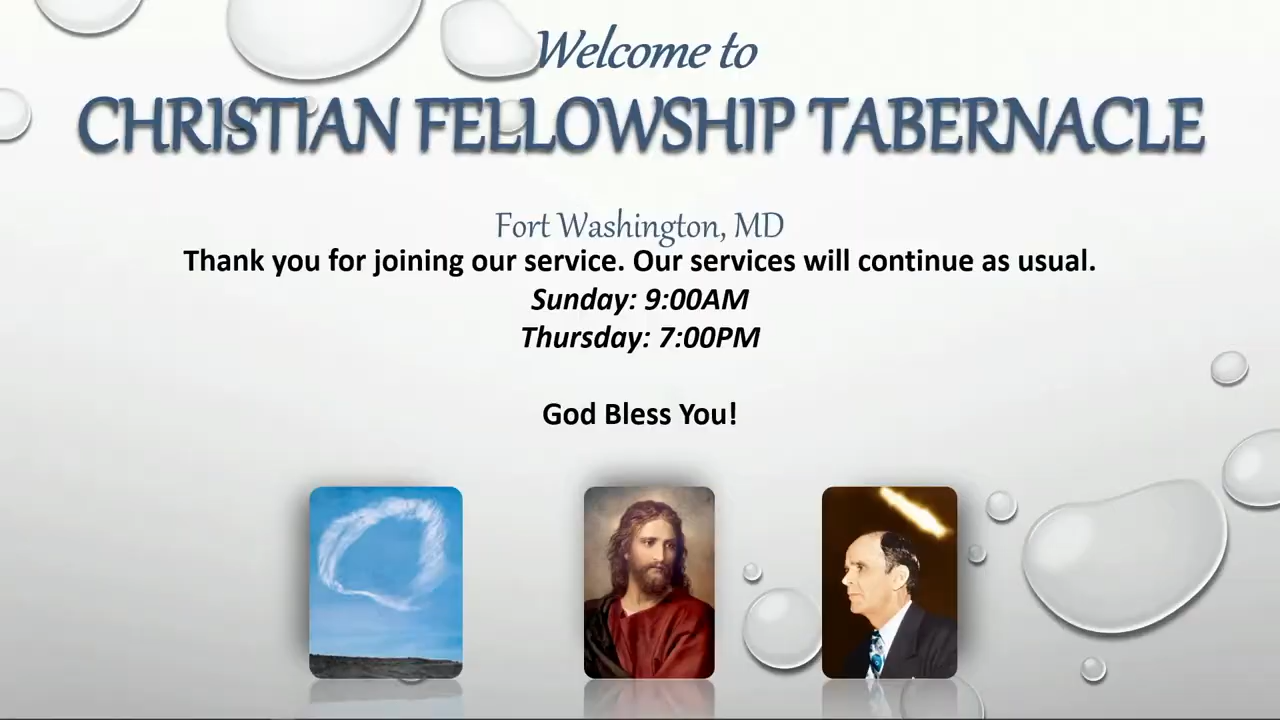 Welcome to
CHRISTIAN FELLOWSHIP TABERNACLE
Fort Washington, MD
Thank you for joining our service. Our services will continue as usual.
Sunday: 9:00AM
Thursday: 7:00PM
God Bless You!